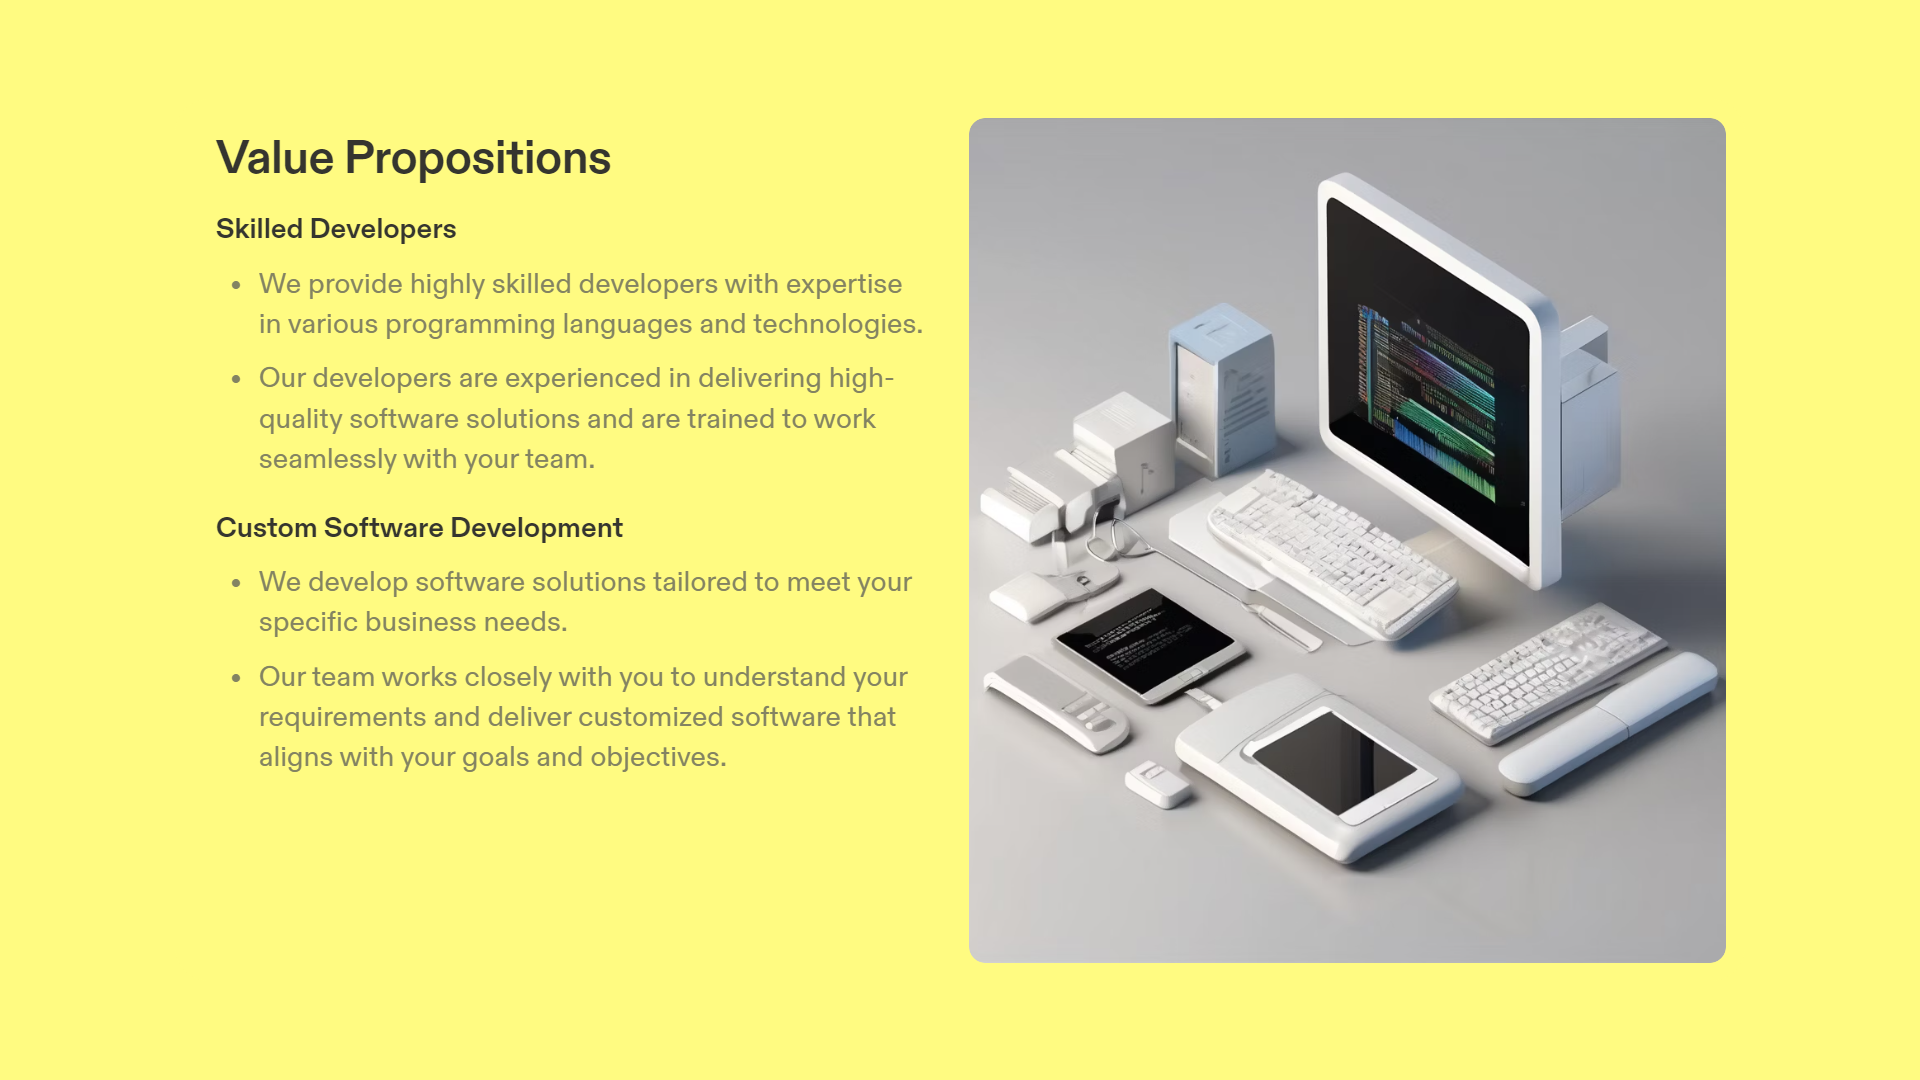 Value Propositions
Skilled Developers
• We provide highly skilled developers with expertise
in various programming languages and technologies.
• Our developers are experienced in delivering high-
quality software solutions and are trained to work
seamlessly with your team.
Custom Software Development
• We develop software solutions tailored to meet your
specific business needs.
• Our team works closely with you to understand your
requirements and deliver customized software that
aligns with your goals and objectives.